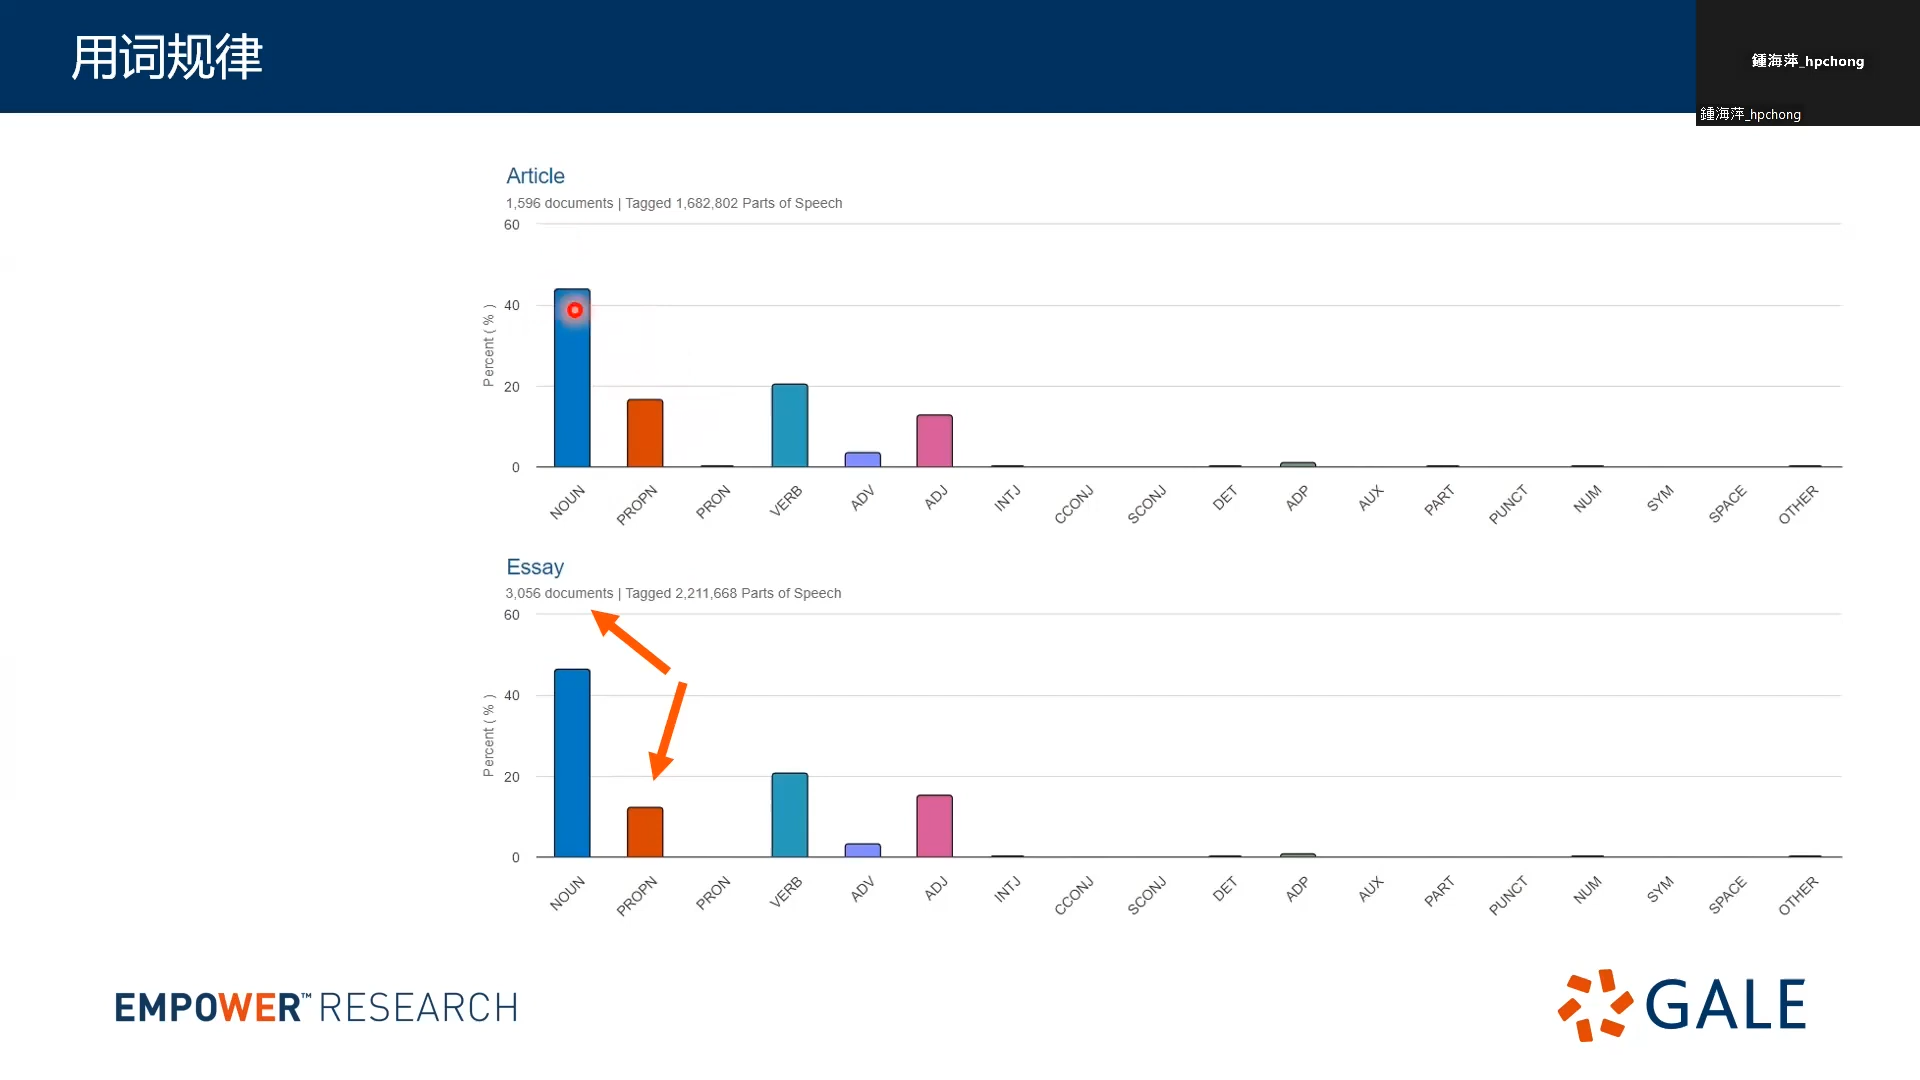 用词规律
鍾海萍_hpchong
鍾海萍_hpchong
Article
1,596 documents | Tagged 1,682,802 Parts of Speech
60
40
20
0
Percent ( % )
NOUN
PROPN
PRON
VERB
ADV
ADJ
INTJ
CCONJ
SCONJ
DET
ADP
AUX
PART
PUNCT
NUM
SYM
SPACE
OTHER
Essay
3,056 documents | Tagged 2,211,668 Parts of Speech
60
40
20
0
Percent ( % )
NOUN
PROPN
PRON
VERB
ADV
ADJ
INTJ
CCONJ
SCONJ
DET
ADP
AUX
PART
PUNCT
NUM
SYM
SPACE
OTHER
EMPOWER™ RESEARCH
GALE